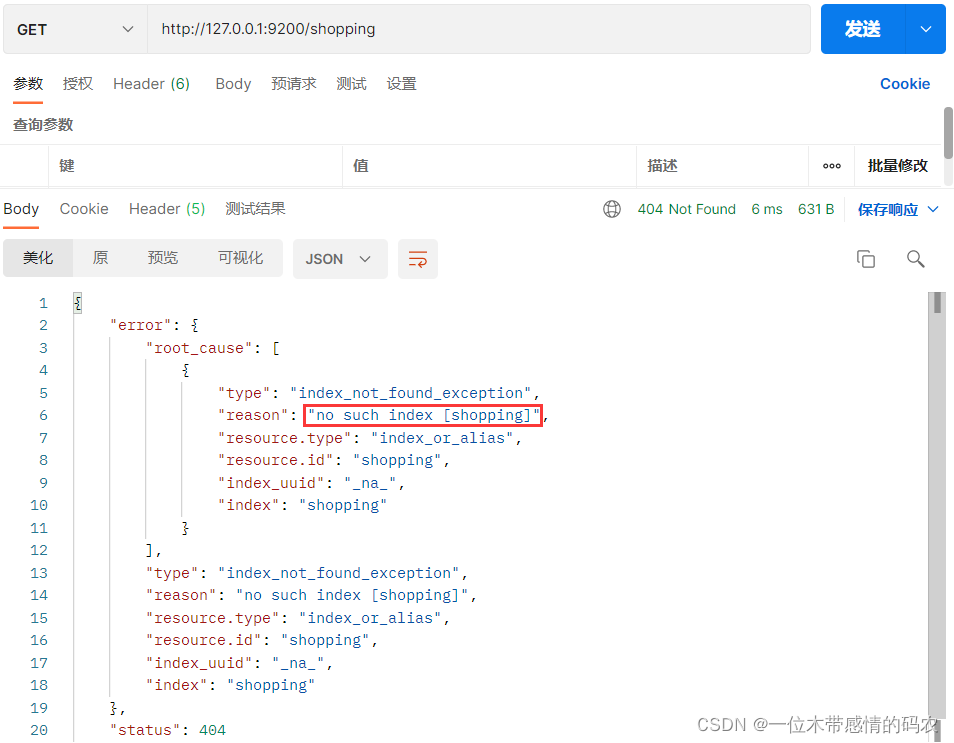 GET http://127.0.0.1:9200/shopping 发送
参数 授权 Header (6) Body 预请求 测试 设置 Cookie
查询参数
键 值 描述 ooo 批量修改
Body Cookie Header (5) 测试结果 404 Not Found 6 ms 631 B 保存响应
美化 原 预览 可视化 JSON
1 {
2 "error": {
3 "root_cause": [
4 {
5 "type": "index_not_found_exception",
6 "reason": "no such index [shopping]",
7 "resource.type": "index_or_alias",
8 "resource.id": "shopping",
9 "index_uuid": "_na_",
10 "index": "shopping"
11 }
12 ],
13 "type": "index_not_found_exception",
14 "reason": "no such index [shopping]",
15 "resource.type": "index_or_alias",
16 "resource.id": "shopping",
17 "index_uuid": "_na_",
18 "index": "shopping"
19 },
20 "status": 404
CSDN @一位木带感情的码农